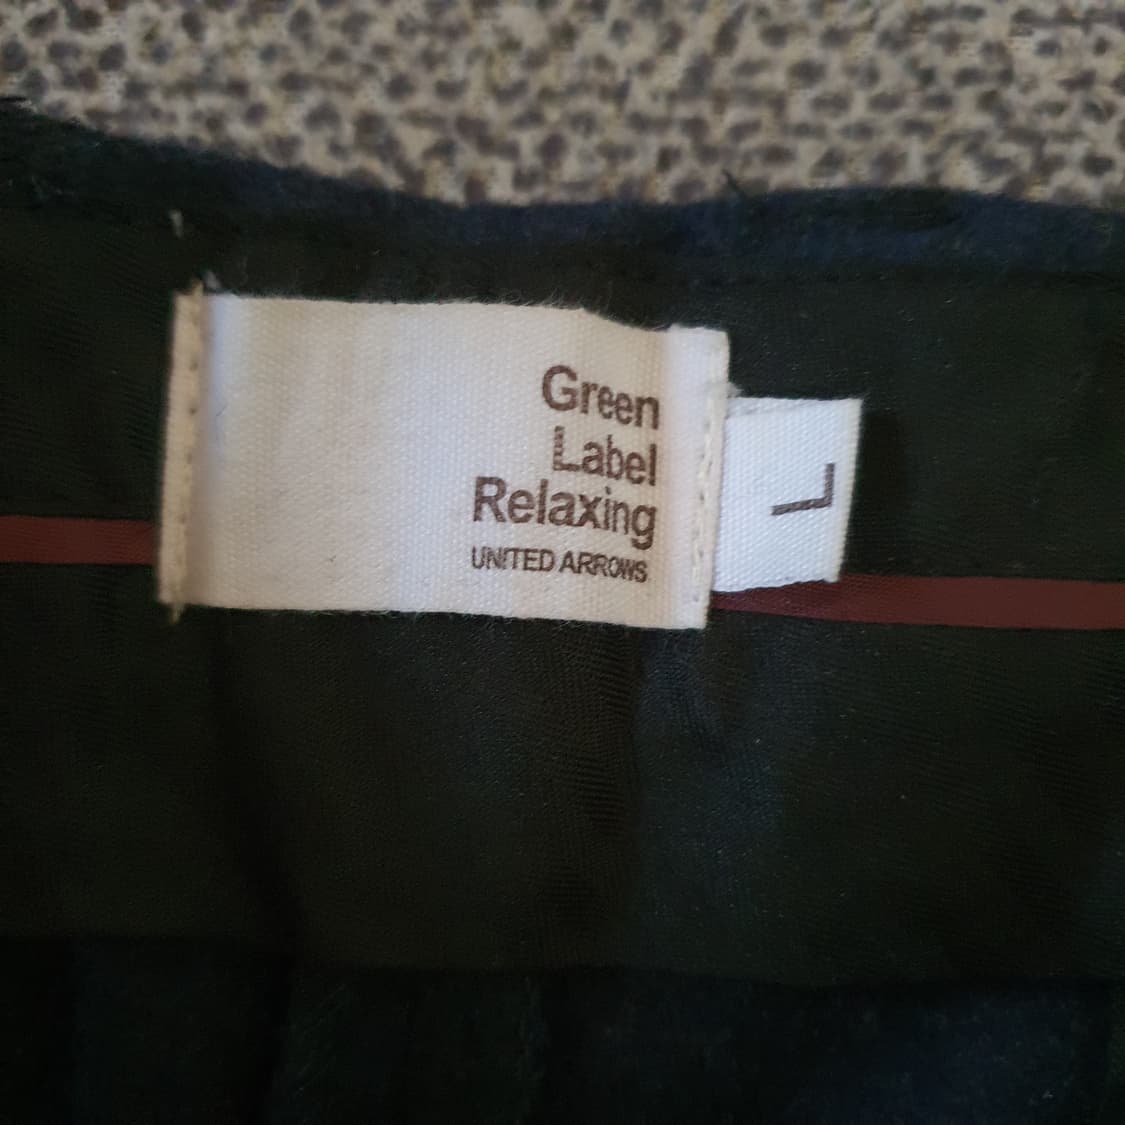 Green
Label
Relaxing
UNITED ARROWS
L